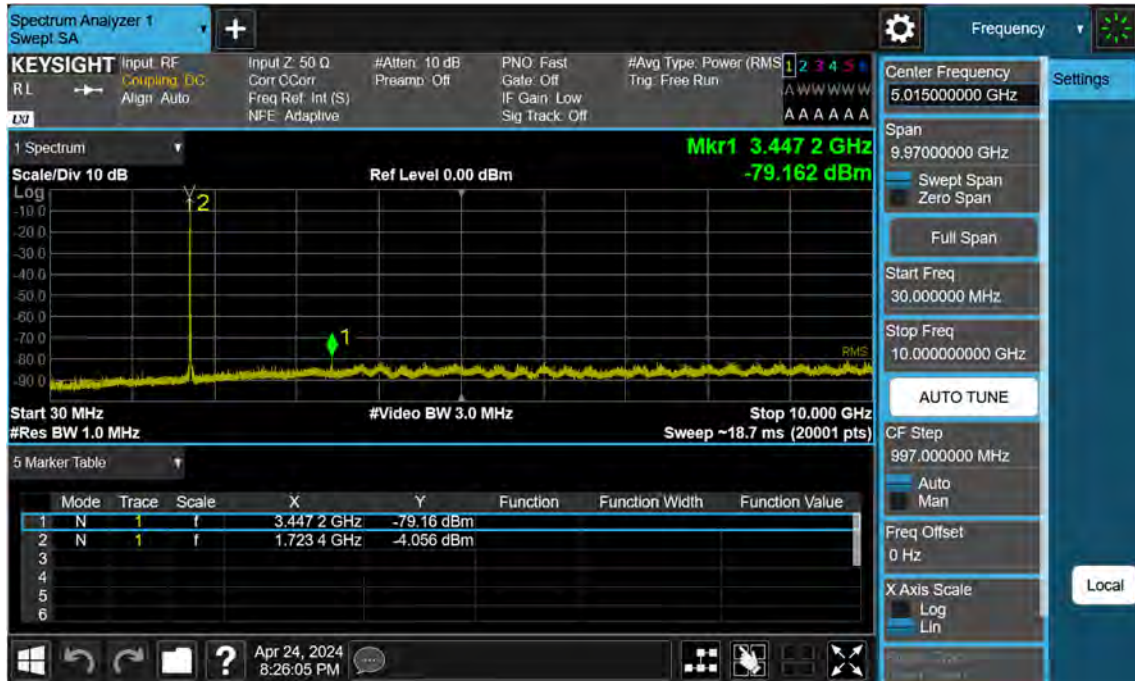 Spectrum Analyzer 1
Swept SA
Frequency
KEYSIGHT
RL
LXI
Input: RF
Coupling: DC
Align: Auto
Input Z: 50 Ω
Corr CCorr
Freq Ref: Int (S)
NFE: Adaptive
#Atten: 10 dB
Preamp: Off
PNO: Fast
Gate: Off
IF Gain: Low
Sig Track: Off
#Avg Type: Power (RMS
Trig: Free Run
1 2 3 4 5 6
A W W W W W
A A A A A A
1 Spectrum
Scale/Div 10 dB
Ref Level 0.00 dBm
Mkr1 3.447 2 GHz
-79.162 dBm
Log
-10.0
-20.0
-30.0
-40.0
-50.0
-60.0
-70.0
-80.0
-90.0
2
1
RMS
Start 30 MHz
#Video BW 3.0 MHz
Stop 10.000 GHz
#Res BW 1.0 MHz
Sweep ~18.7 ms (20001 pts)
5 Marker Table
Mode Trace Scale X Y Function Function Width Function Value
1 N 1 f 3.447 2 GHz -79.16 dBm
2 N 1 f 1.723 4 GHz -4.056 dBm
3
4
5
6
Apr 24, 2024
8:26:05 PM
Center Frequency
5.015000000 GHz
Span
9.97000000 GHz
Swept Span
Zero Span
Full Span
Start Freq
30.000000 MHz
Stop Freq
10.000000000 GHz
AUTO TUNE
CF Step
997.000000 MHz
Auto
Man
Freq Offset
0 Hz
X Axis Scale
Log
Lin
Settings
Local